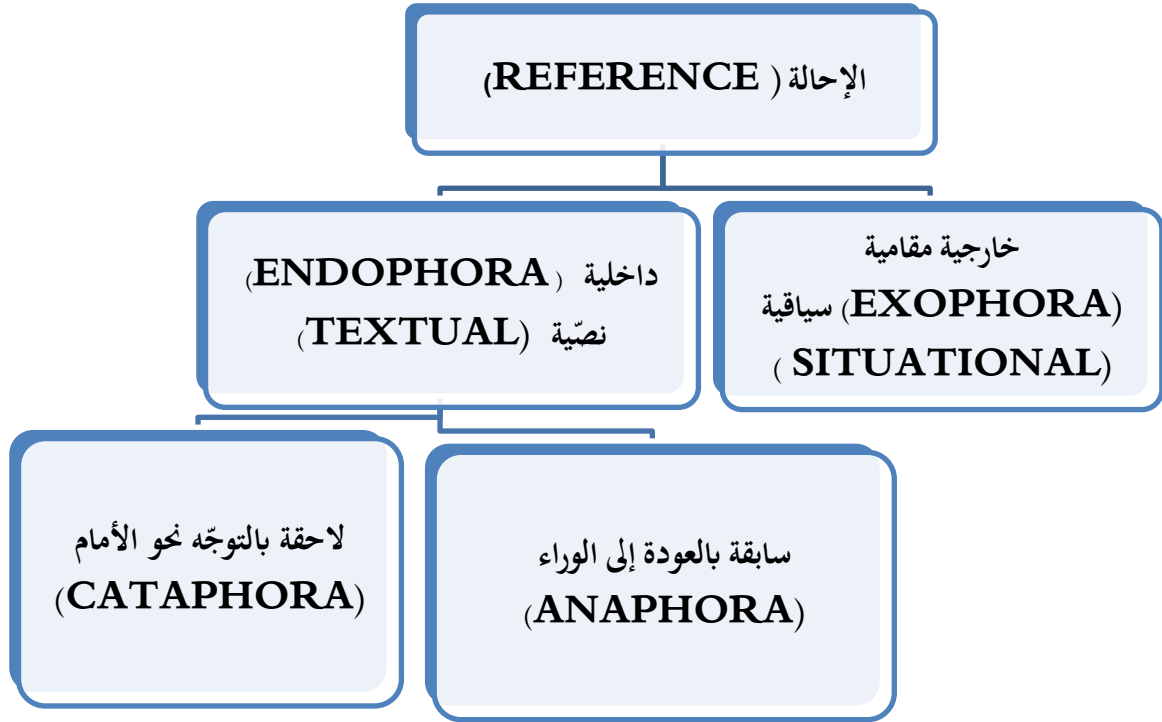 الإحالة ( REFERENCE)
خارجية مقامية
(EXOPHORA) سياقية
( SITUATIONAL)
داخلية (ENDOPHORA)
نصّية (TEXTUAL)
سابقة بالعودة إلى الوراء
(ANAPHORA)
لاحقة بالتوجّه نحو الأمام
(CATAPHORA)